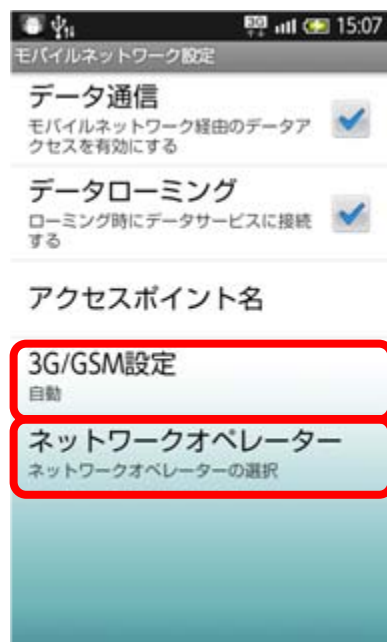 3G 15:07
モバイルネットワーク設定
データ通信
モバイルネットワーク経由のデータア
クセスを有効にする
データローミング
ローミング時にデータサービスに接続
する
アクセスポイント名
3G/GSM設定
自動
ネットワークオペレーター
ネットワークオペレーターの選択